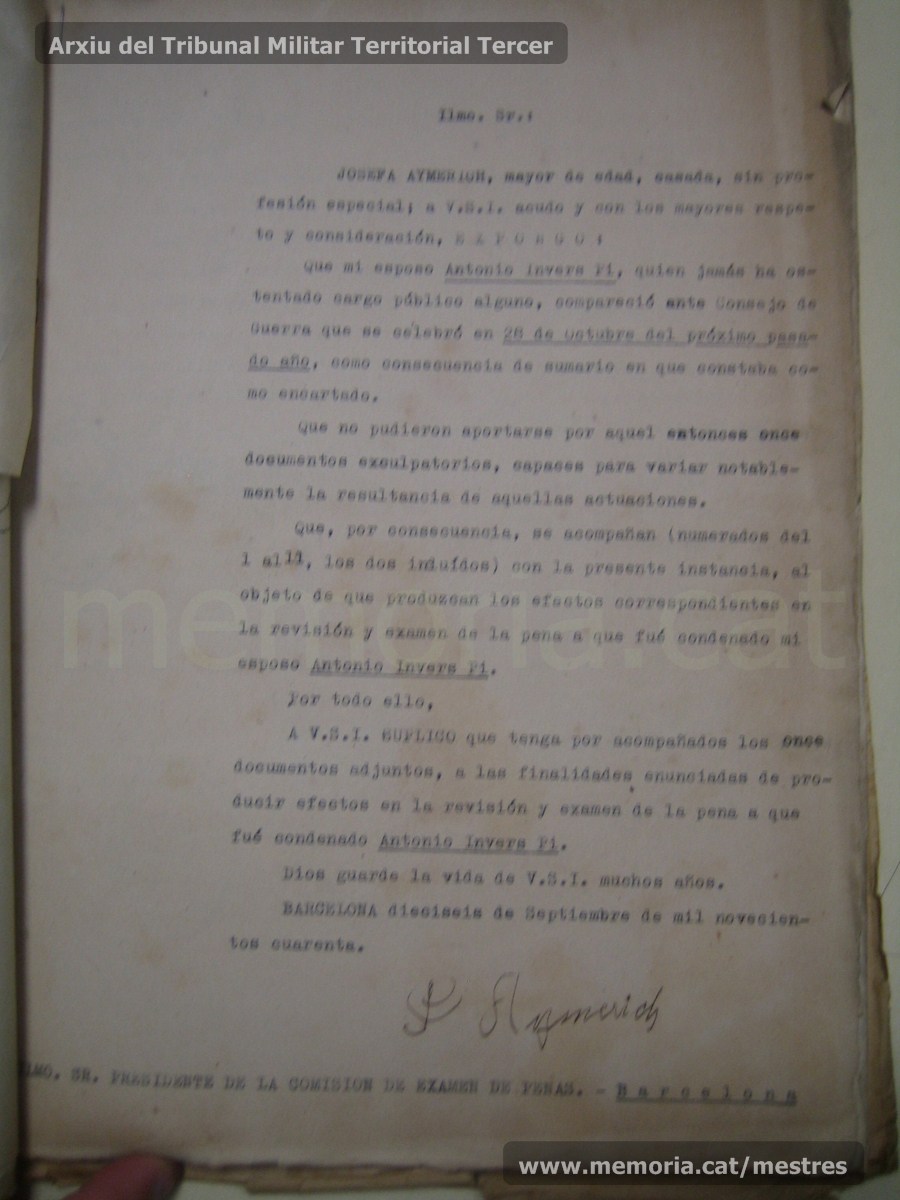 Arxiu del Tribunal Militar Territorial Tercer
Ilmo. Sr.:
JOSEFA AYMERICH, mayor de edad, casada, sin pro-
fesión especial; a V.S.I. acudo y con los mayores respe-
to y consideración, E X P O N G O :
Que mi esposo Antonio Invers Pi, quien jamás ha os-
tentado cargo público alguno, compareció ante Consejo de
Guerra que se celebró en 28 de Octubre del próximo pasa-
do año, como consecuencia de sumario en que constaba co-
mo encartado.
Que no pudieron aportarse por aquel entonces once
documentos exculpatorios, capaces para variar notable-
mente la resultancia de aquellas actuaciones.
Que, por consecuencia, se acompañan (numerados del
1 al 11, los dos induídos) con la presente instancia, al
objeto de que produzcan los efectos correspondientes en
la revisión y examen de la pena a que fué condenado mi
esposo Antonio Invers Pi.
Por todo ello,
A V.S.I. SUPLICO que tenga por acompañados los once
documentos adjuntos, a las finalidades enunciadas de pro-
ducir efectos en la revisión y examen de la pena a que
fué condenado Antonio Invers Pi.
Dios guarde la vida de V.S.I. muchos años.
BARCELONA dieciseis de Septiembre de mil novecien-
tos cuarenta.
Aymerich
ILMO. SR. PRESIDENTE DE LA COMISION DE EXAMEN DE PENAS. - B a r c e l o n a
memoria.cat
www.memoria.cat/mestres